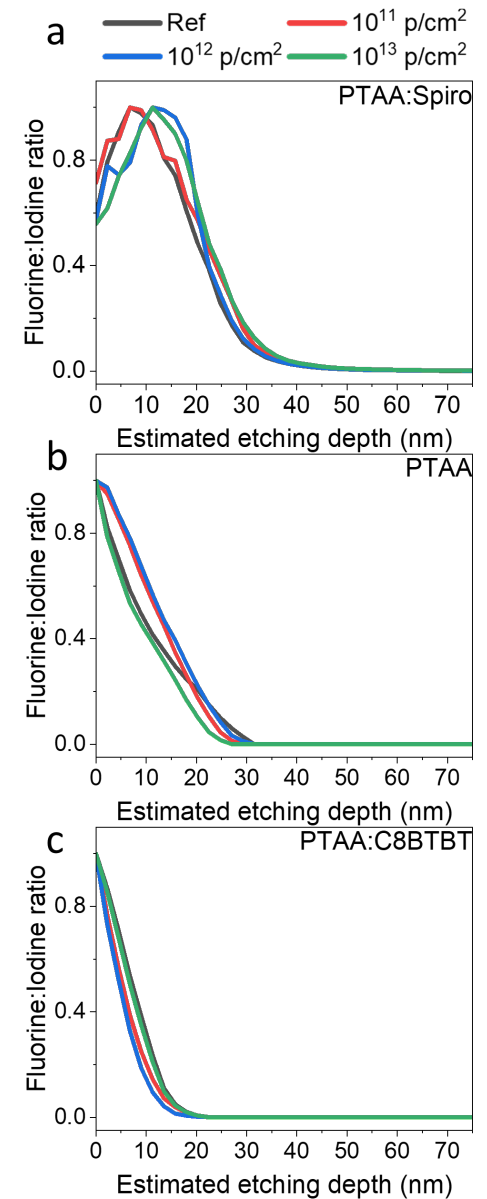 a
Ref
10¹¹ p/cm²
10¹² p/cm²
10¹³ p/cm²
PTAA:Spiro
Fluorine:Iodine ratio
0.8
0.4
0.0
0 10 20 30 40 50 60 70
Estimated etching depth (nm)
b
PTAA
Fluorine:Iodine ratio
0.8
0.4
0.0
0 10 20 30 40 50 60 70
Estimated etching depth (nm)
c
PTAA:C8BTBT
Fluorine:Iodine ratio
0.8
0.4
0.0
0 10 20 30 40 50 60 70
Estimated etching depth (nm)